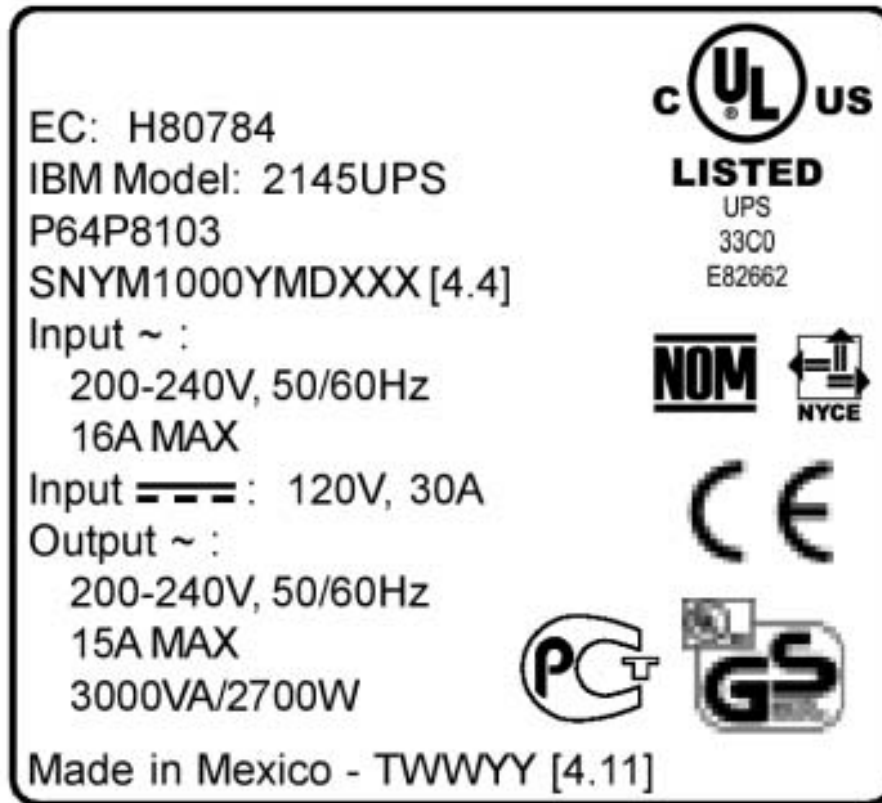 EC: H80784
IBM Model: 2145UPS
P64P8103
SNYM1000YMDXXX [4.4]
Input ~ :
200-240V, 50/60Hz
16A MAX
Input ⎓ : 120V, 30A
Output ~ :
200-240V, 50/60Hz
15A MAX
3000VA/2700W
Made in Mexico - TWWYY [4.11]
C UL ® US
LISTED
UPS
33C0
E82662
NOM
NYCE
CE
PCT
GS